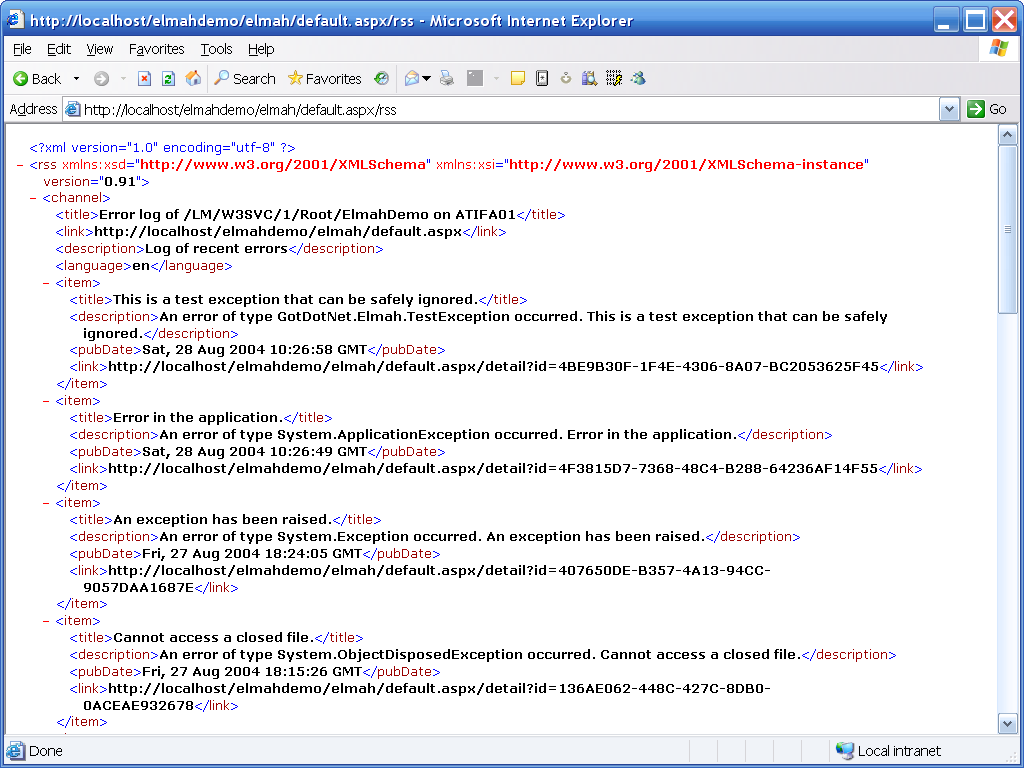 http://localhost/elmahdemo/elmah/default.aspx/rss - Microsoft Internet Explorer
File Edit View Favorites Tools Help
Back Search Favorites
Address http://localhost/elmahdemo/elmah/default.aspx/rss Go
<?xml version="1.0" encoding="utf-8" ?>
- <rss xmlns:xsd="http://www.w3.org/2001/XMLSchema" xmlns:xsi="http://www.w3.org/2001/XMLSchema-instance"
version="0.91">
- <channel>
<title>Error log of /LM/W3SVC/1/Root/ElmahDemo on ATIFA01</title>
<link>http://localhost/elmahdemo/elmah/default.aspx</link>
<description>Log of recent errors</description>
<language>en</language>
- <item>
<title>This is a test exception that can be safely ignored.</title>
<description>An error of type GotDotNet.Elmah.TestException occurred. This is a test exception that can be safely
ignored.</description>
<pubDate>Sat, 28 Aug 2004 10:26:58 GMT</pubDate>
<link>http://localhost/elmahdemo/elmah/default.aspx/detail?id=4BE9B30F-1F4E-4306-8A07-BC2053625F45</link>
</item>
- <item>
<title>Error in the application.</title>
<description>An error of type System.ApplicationException occurred. Error in the application.</description>
<pubDate>Sat, 28 Aug 2004 10:26:49 GMT</pubDate>
<link>http://localhost/elmahdemo/elmah/default.aspx/detail?id=4F3815D7-7368-48C4-B288-64236AF14F55</link>
</item>
- <item>
<title>An exception has been raised.</title>
<description>An error of type System.Exception occurred. An exception has been raised.</description>
<pubDate>Fri, 27 Aug 2004 18:24:05 GMT</pubDate>
<link>http://localhost/elmahdemo/elmah/default.aspx/detail?id=407650DE-B357-4A13-94CC-
9057DAA1687E</link>
</item>
- <item>
<title>Cannot access a closed file.</title>
<description>An error of type System.ObjectDisposedException occurred. Cannot access a closed file.</description>
<pubDate>Fri, 27 Aug 2004 18:15:26 GMT</pubDate>
<link>http://localhost/elmahdemo/elmah/default.aspx/detail?id=136AE062-448C-427C-8DB0-
0ACEAE932678</link>
</item>
Done Local intranet